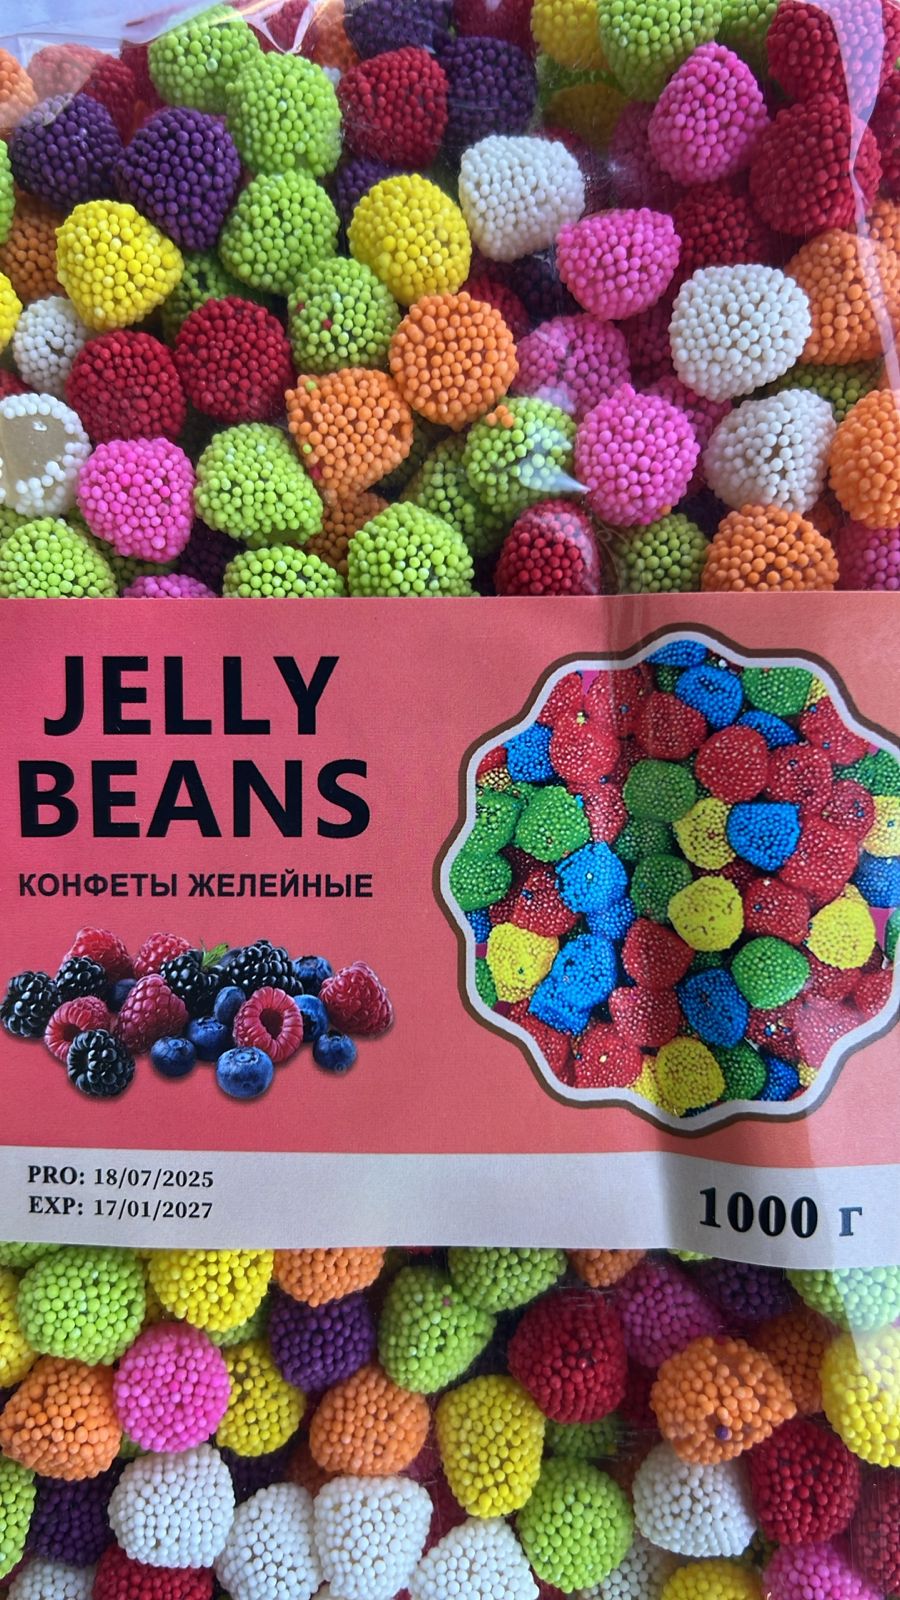 JELLY
BEANS
КОНФЕТЫ ЖЕЛЕЙНЫЕ
PRO: 18/07/2025
EXP: 17/01/2027
1000 г